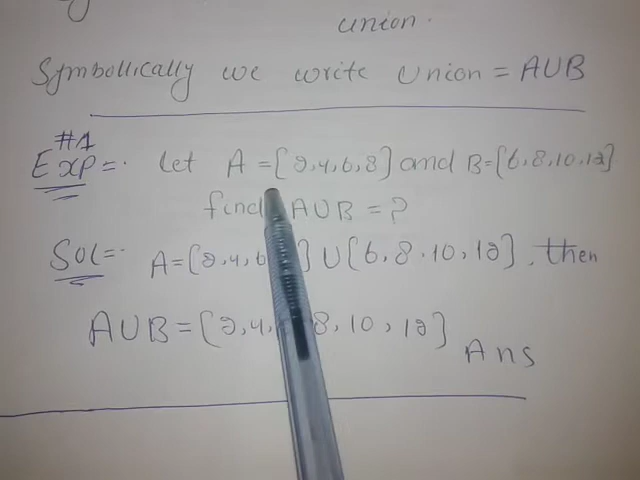 union.
Symbollically we write Union = AUB
#1
Exp=. Let A = [2,4,6,8] and B=[6,8,10,12]
find AUB = ?
Sol=. A=[2,4,6 ] U [6,8.10,12], then
AUB=[2,4, 8,10,12]
Ans